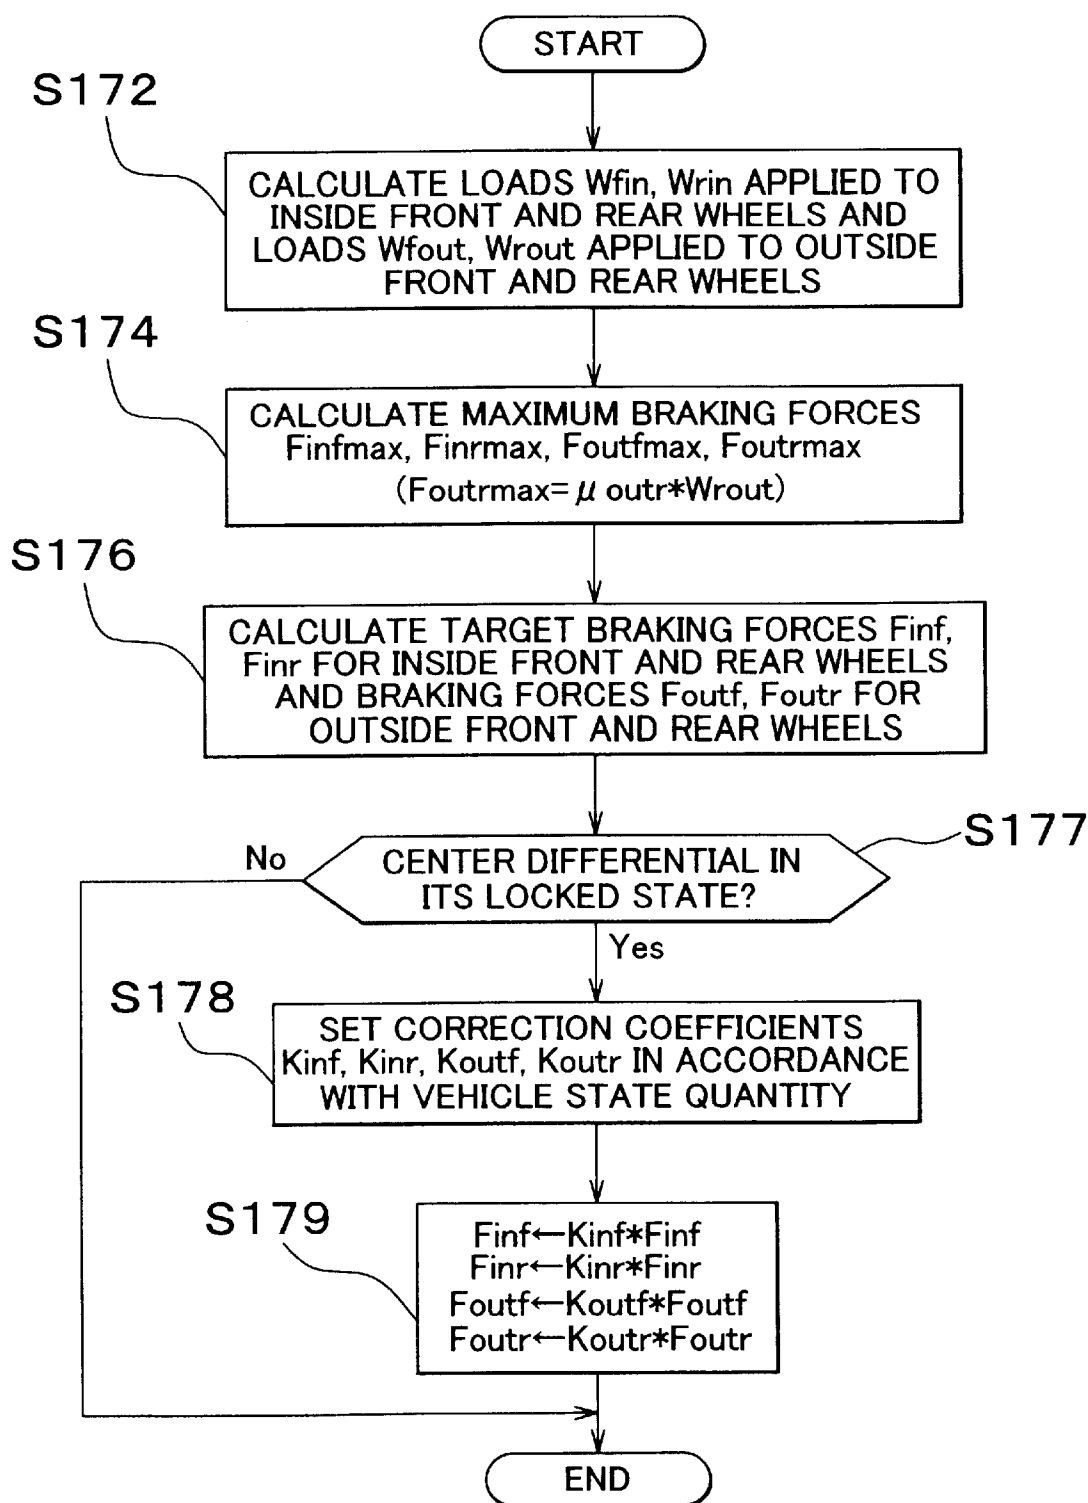 START
S172
CALCULATE LOADS Wfin, Wrin APPLIED TO
INSIDE FRONT AND REAR WHEELS AND
LOADS Wfout, Wrout APPLIED TO OUTSIDE
FRONT AND REAR WHEELS
S174
CALCULATE MAXIMUM BRAKING FORCES
Finfmax, Finrmax, Foutfmax, Foutrmax
(Foutrmax= μ outr*Wrout)
S176
CALCULATE TARGET BRAKING FORCES Finf,
Finr FOR INSIDE FRONT AND REAR WHEELS
AND BRAKING FORCES Foutf, Foutr FOR
OUTSIDE FRONT AND REAR WHEELS
S177
No
CENTER DIFFERENTIAL IN
ITS LOCKED STATE?
Yes
S178
SET CORRECTION COEFFICIENTS
Kinf, Kinr, Koutf, Koutr IN ACCORDANCE
WITH VEHICLE STATE QUANTITY
S179
Finf←Kinf*Finf
Finr←Kinr*Finr
Foutf←Koutf*Foutf
Foutr←Koutr*Foutr
END